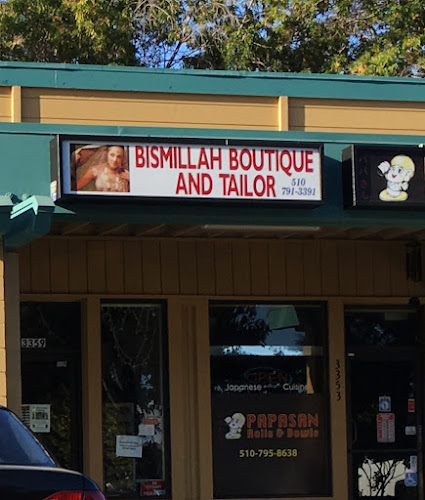 BISMILLAH BOUTIQUE
AND TAILOR
510
791-3391
3359
3353
Japanese Cuisine
PAPASAN
Rolls & Bowls
510-795-8638